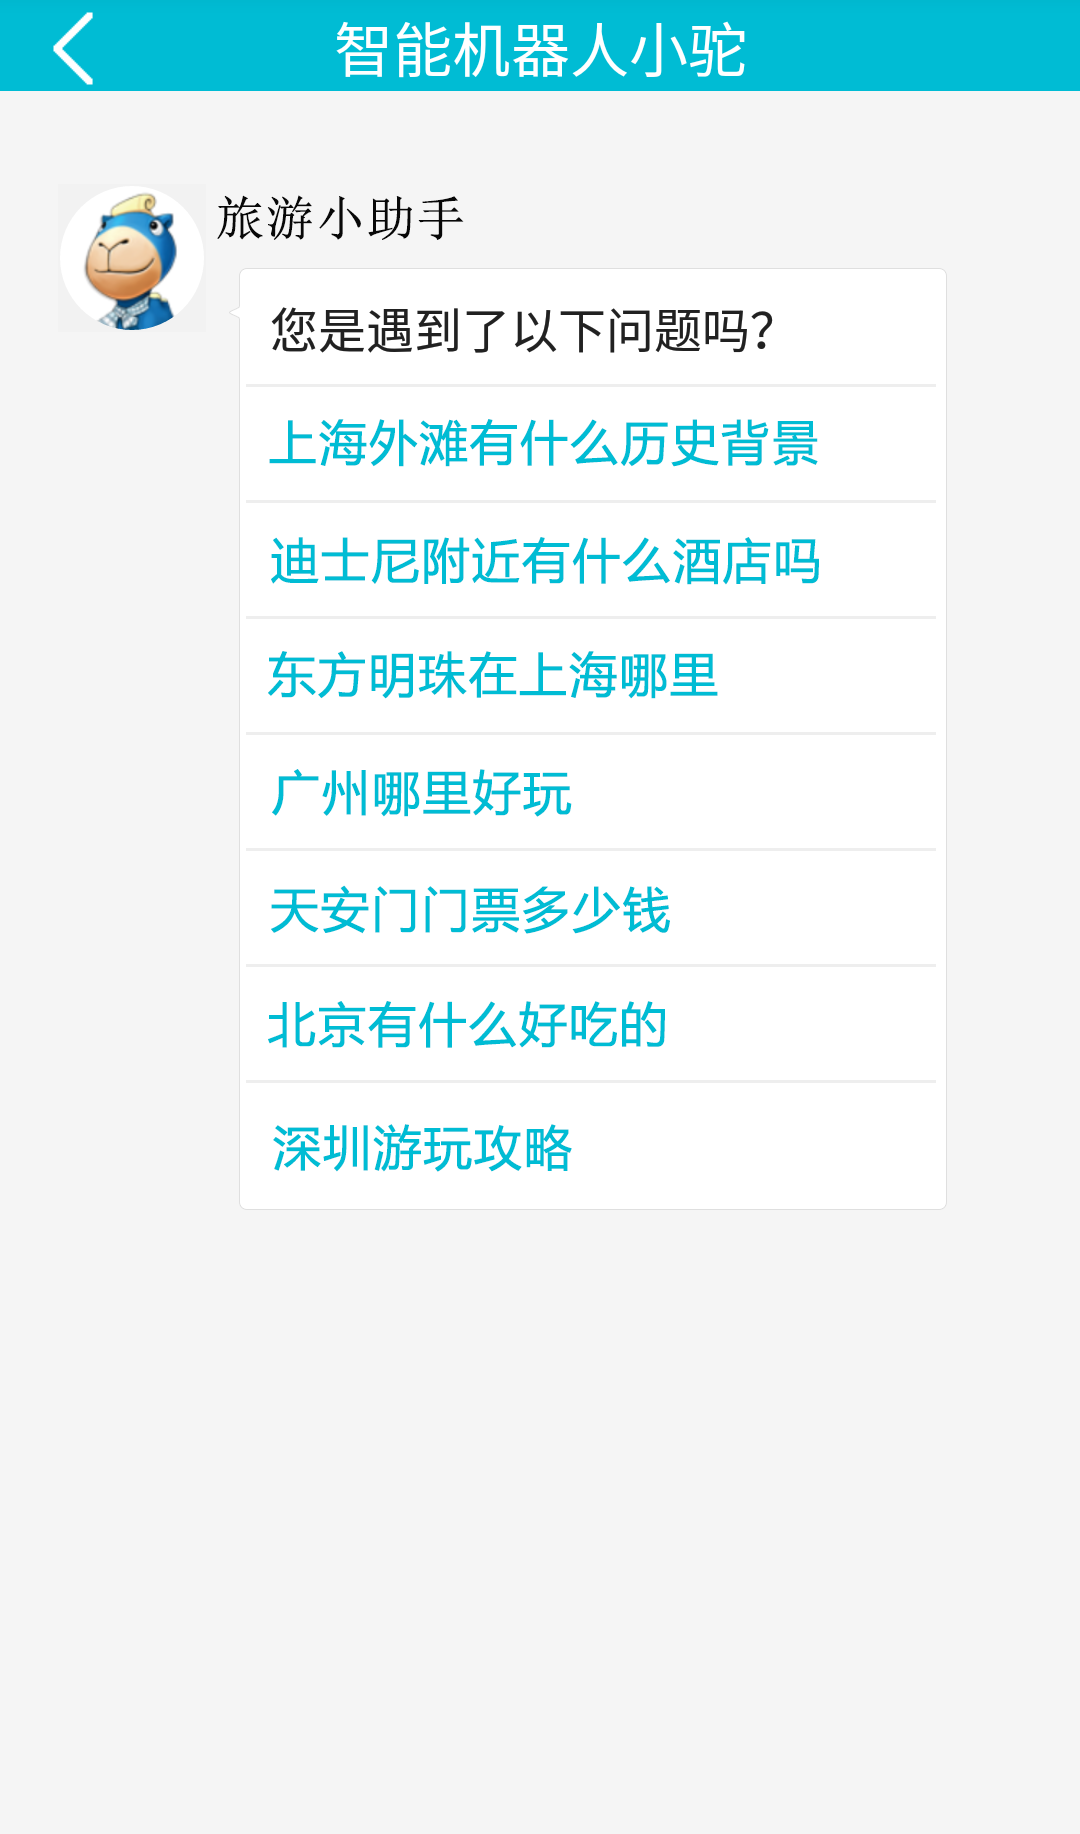 智能机器人小驼
旅游小助手
您是遇到了以下问题吗？
上海外滩有什么历史背景
迪士尼附近有什么酒店吗
东方明珠在上海哪里
广州哪里好玩
天安门门票多少钱
北京有什么好吃的
深圳游玩攻略